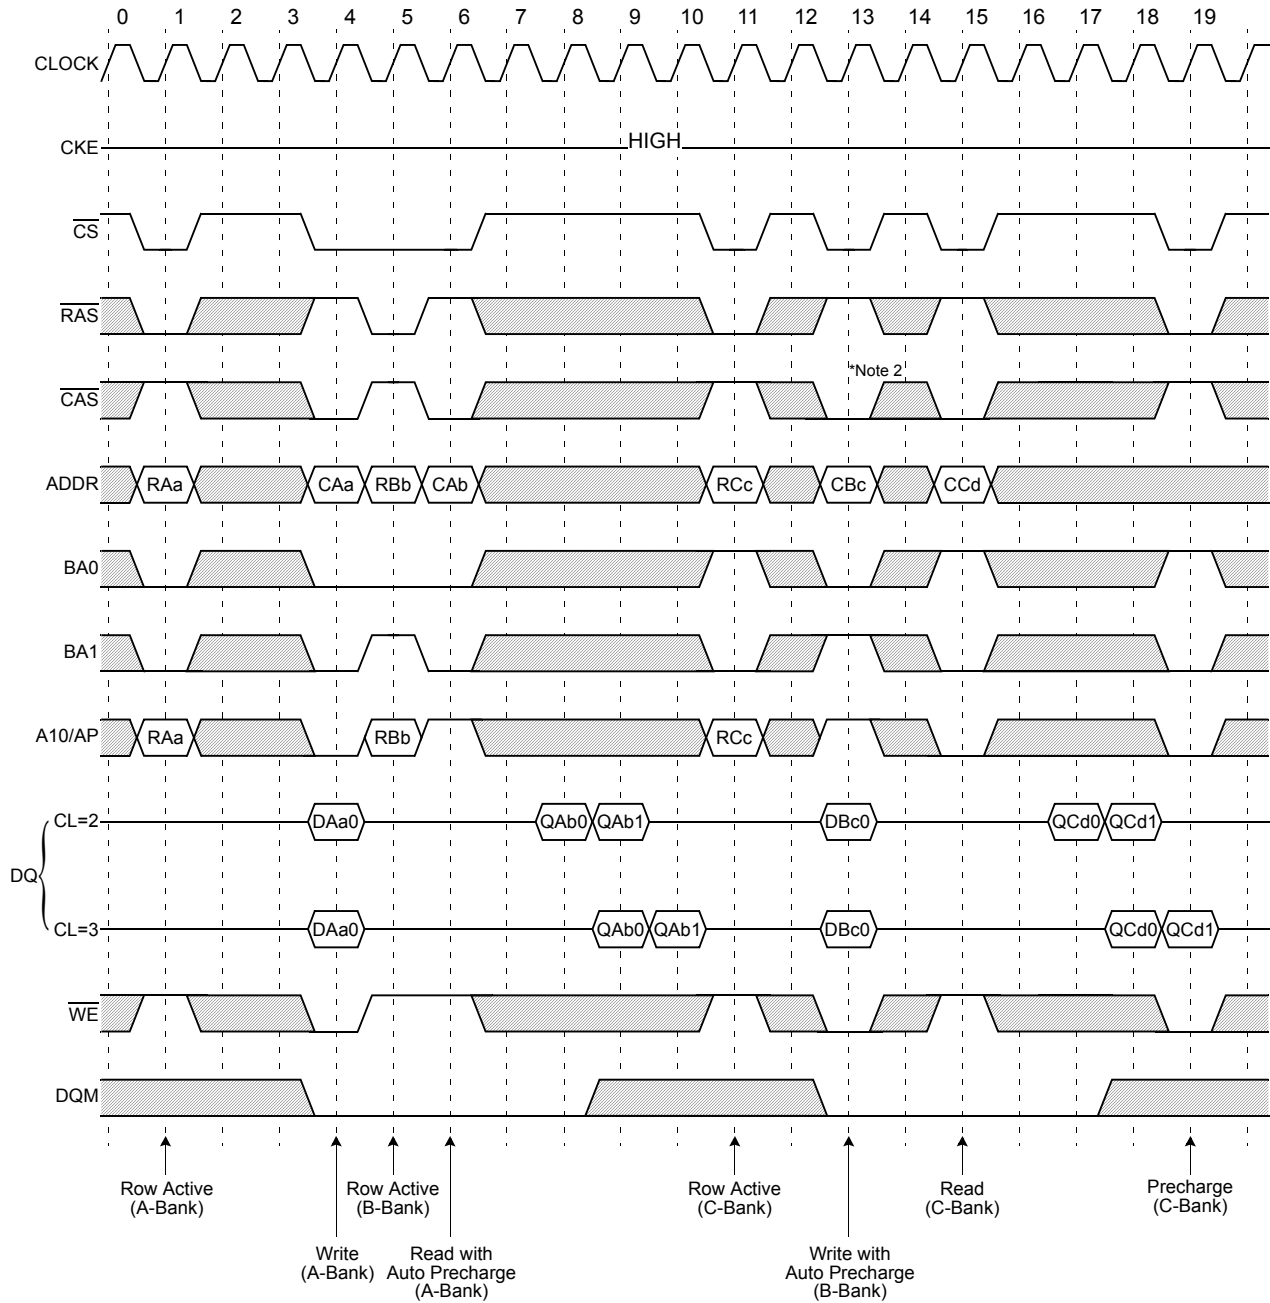 0 1 2 3 4 5 6 7 8 9 10 11 12 13 14 15 16 17 18 19
CLOCK
CKE HIGH
CS
RAS
*Note 2
CAS
ADDR RAa CAa RBb CAb RCc CBc CCd
BA0
BA1
A10/AP RAa RBb RCc
CL=2 DAa0 QAb0 QAb1 DBc0 QCd0 QCd1
DQ
CL=3 DAa0 QAb0 QAb1 DBc0 QCd0 QCd1
WE
DQM
Row Active
(A-Bank)
Row Active
(B-Bank)
Row Active
(C-Bank)
Read
(C-Bank)
Precharge
(C-Bank)
Write
(A-Bank)
Read with
Auto Precharge
(A-Bank)
Write with
Auto Precharge
(B-Bank)